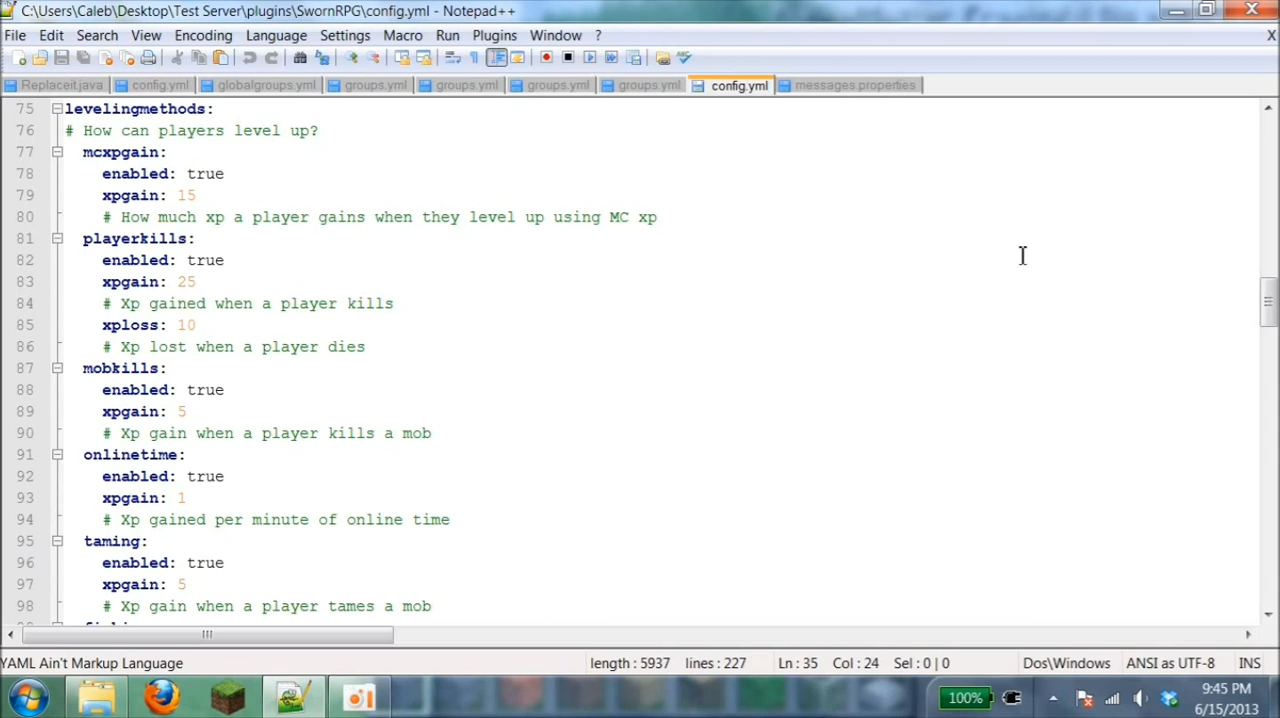 C:\Users\Caleb\Desktop\Test Server\plugins\SwornRPG\config.yml - Notepad++
File Edit Search View Encoding Language Settings Macro Run Plugins Window ? X
Replaceit.java config.yml globalgroups.yml groups.yml groups.yml groups.yml groups.yml config.yml messages.properties
75 levelingmethods:
76 # How can players level up?
77 mcxpgain:
78 enabled: true
79 xpgain: 15
80 # How much xp a player gains when they level up using MC xp
81 playerkills:
82 enabled: true
83 xpgain: 25
84 # Xp gained when a player kills
85 xploss: 10
86 # Xp lost when a player dies
87 mobkills:
88 enabled: true
89 xpgain: 5
90 # Xp gain when a player kills a mob
91 onlinetime:
92 enabled: true
93 xpgain: 1
94 # Xp gained per minute of online time
95 taming:
96 enabled: true
97 xpgain: 5
98 # Xp gain when a player tames a mob
YAML Ain't Markup Language length : 5937 lines : 227 Ln : 35 Col : 24 Sel : 0 | 0 Dos\Windows ANSI as UTF-8 INS
100% 9:45 PM
6/15/2013